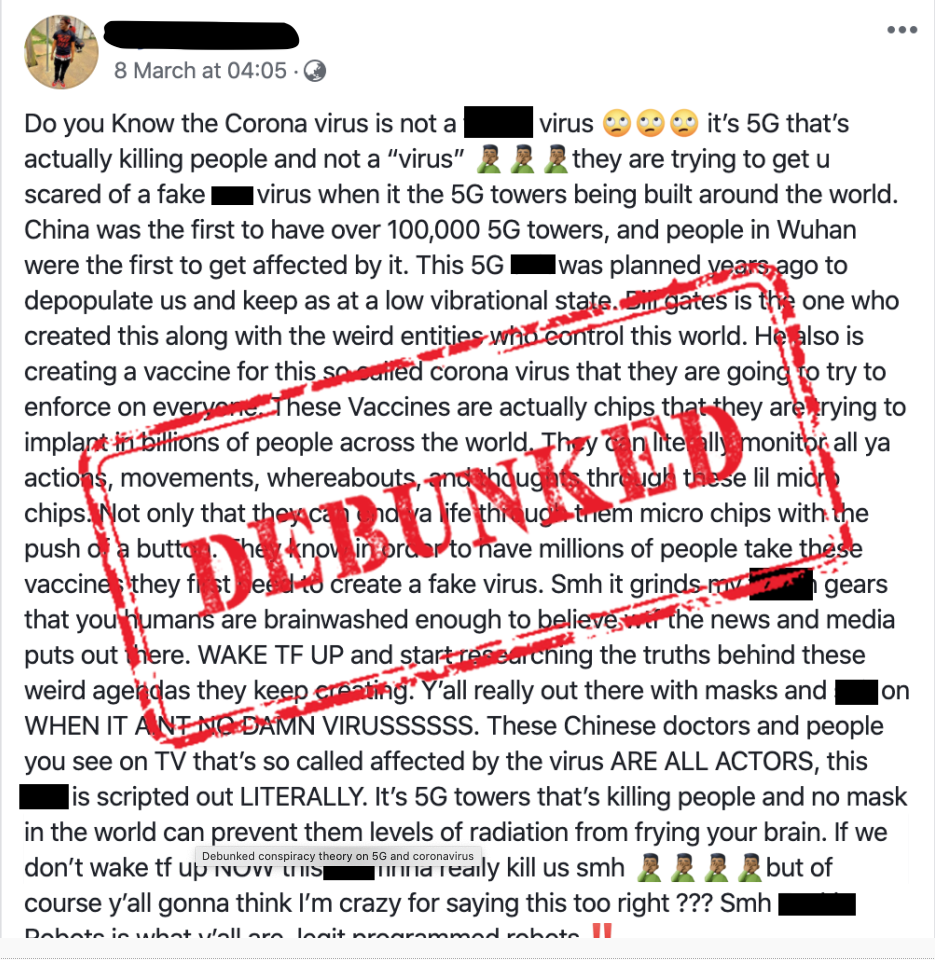 8 March at 04:05 ·
Do you Know the Corona virus is not a virus 🙄🙄🙄 it's 5G that's
actually killing people and not a “virus” 🤦🏾‍♂️🤦🏾‍♂️🤦🏾‍♂️ they are trying to get u
scared of a fake virus when it the 5G towers being built around the world.
China was the first to have over 100,000 5G towers, and people in Wuhan
were the first to get affected by it. This 5G was planned years ago to
depopulate us and keep as at a low vibrational state. Bill gates is the one who
created this along with the weird entities who control this world. He also is
creating a vaccine for this so called corona virus that they are going to try to
enforce on everyone. These Vaccines are actually chips that they are trying to
implant in billions of people across the world. They can literally monitor all ya
actions, movements, whereabouts, and thoughts through these lil micro
chips. Not only that they can end ya life through them micro chips with the
push of a button. They know in order to have millions of people take these
vaccines they first need to create a fake virus. Smh it grinds my gears
that you humans are brainwashed enough to believe wtf the news and media
puts out there. WAKE TF UP and start researching the truths behind these
weird agendas they keep creating. Y'all really out there with masks and on
WHEN IT AINT NO DAMN VIRUSSSSSS. These Chinese doctors and people
you see on TV that's so called affected by the virus ARE ALL ACTORS, this
is scripted out LITERALLY. It's 5G towers that's killing people and no mask
in the world can prevent them levels of radiation from frying your brain. If we
don't wake tf up NOW this finna really kill us smh 🤦🏾‍♂️🤦🏾‍♂️🤦🏾‍♂️🤦🏾‍♂️ but of
course y'all gonna think I'm crazy for saying this too right ??? Smh
Robots is what y'all are, legit programmed robots ‼️
DEBUNKED
Debunked conspiracy theory on 5G and coronavirus